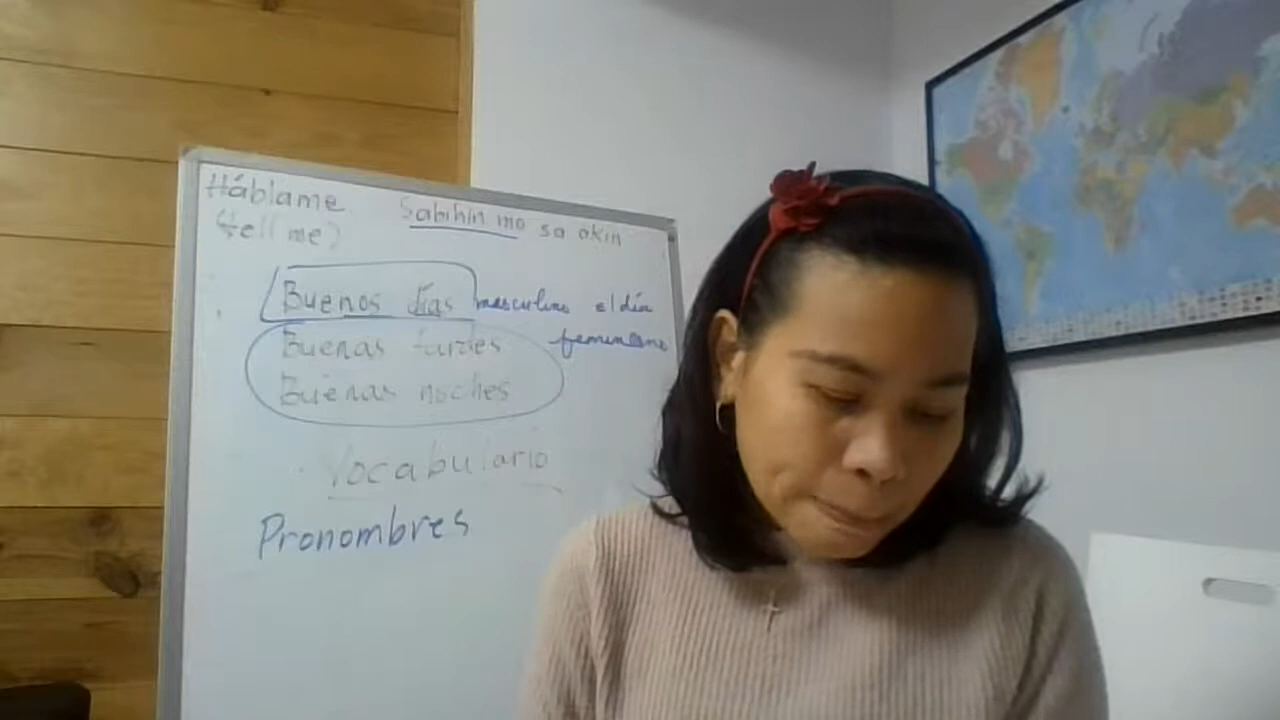 Háblame Sabihin mo sa akin
(tell me)
Buenos días masculino el día
Buenas tardes femenino
Buenas noches
Vocabulario
Pronombres